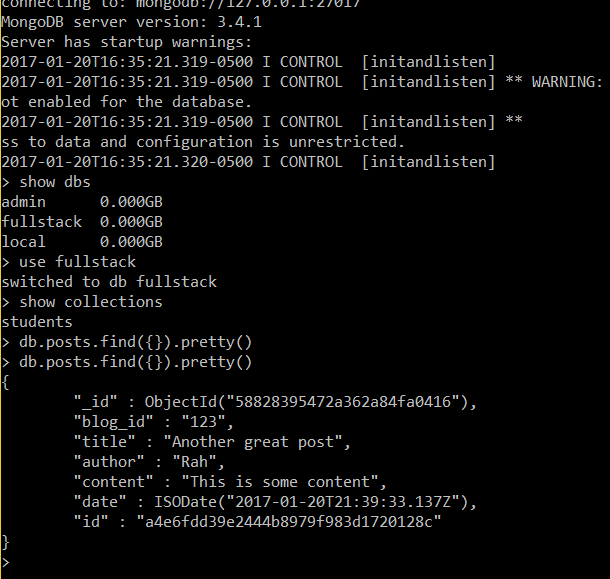 connecting to: mongodb://127.0.0.1:27017
MongoDB server version: 3.4.1
Server has startup warnings:
2017-01-20T16:35:21.319-0500 I CONTROL  [initandlisten]
2017-01-20T16:35:21.319-0500 I CONTROL  [initandlisten] ** WARNING:
ot enabled for the database.
2017-01-20T16:35:21.319-0500 I CONTROL  [initandlisten] **
ss to data and configuration is unrestricted.
2017-01-20T16:35:21.320-0500 I CONTROL  [initandlisten]
> show dbs
admin      0.000GB
fullstack  0.000GB
local      0.000GB
> use fullstack
switched to db fullstack
> show collections
students
> db.posts.find({}).pretty()
> db.posts.find({}).pretty()
{
        "_id" : ObjectId("58828395472a362a84fa0416"),
        "blog_id" : "123",
        "title" : "Another great post",
        "author" : "Rah",
        "content" : "This is some content",
        "date" : ISODate("2017-01-20T21:39:33.137Z"),
        "id" : "a4e6fdd39e2444b8979f983d1720128c"
}
>